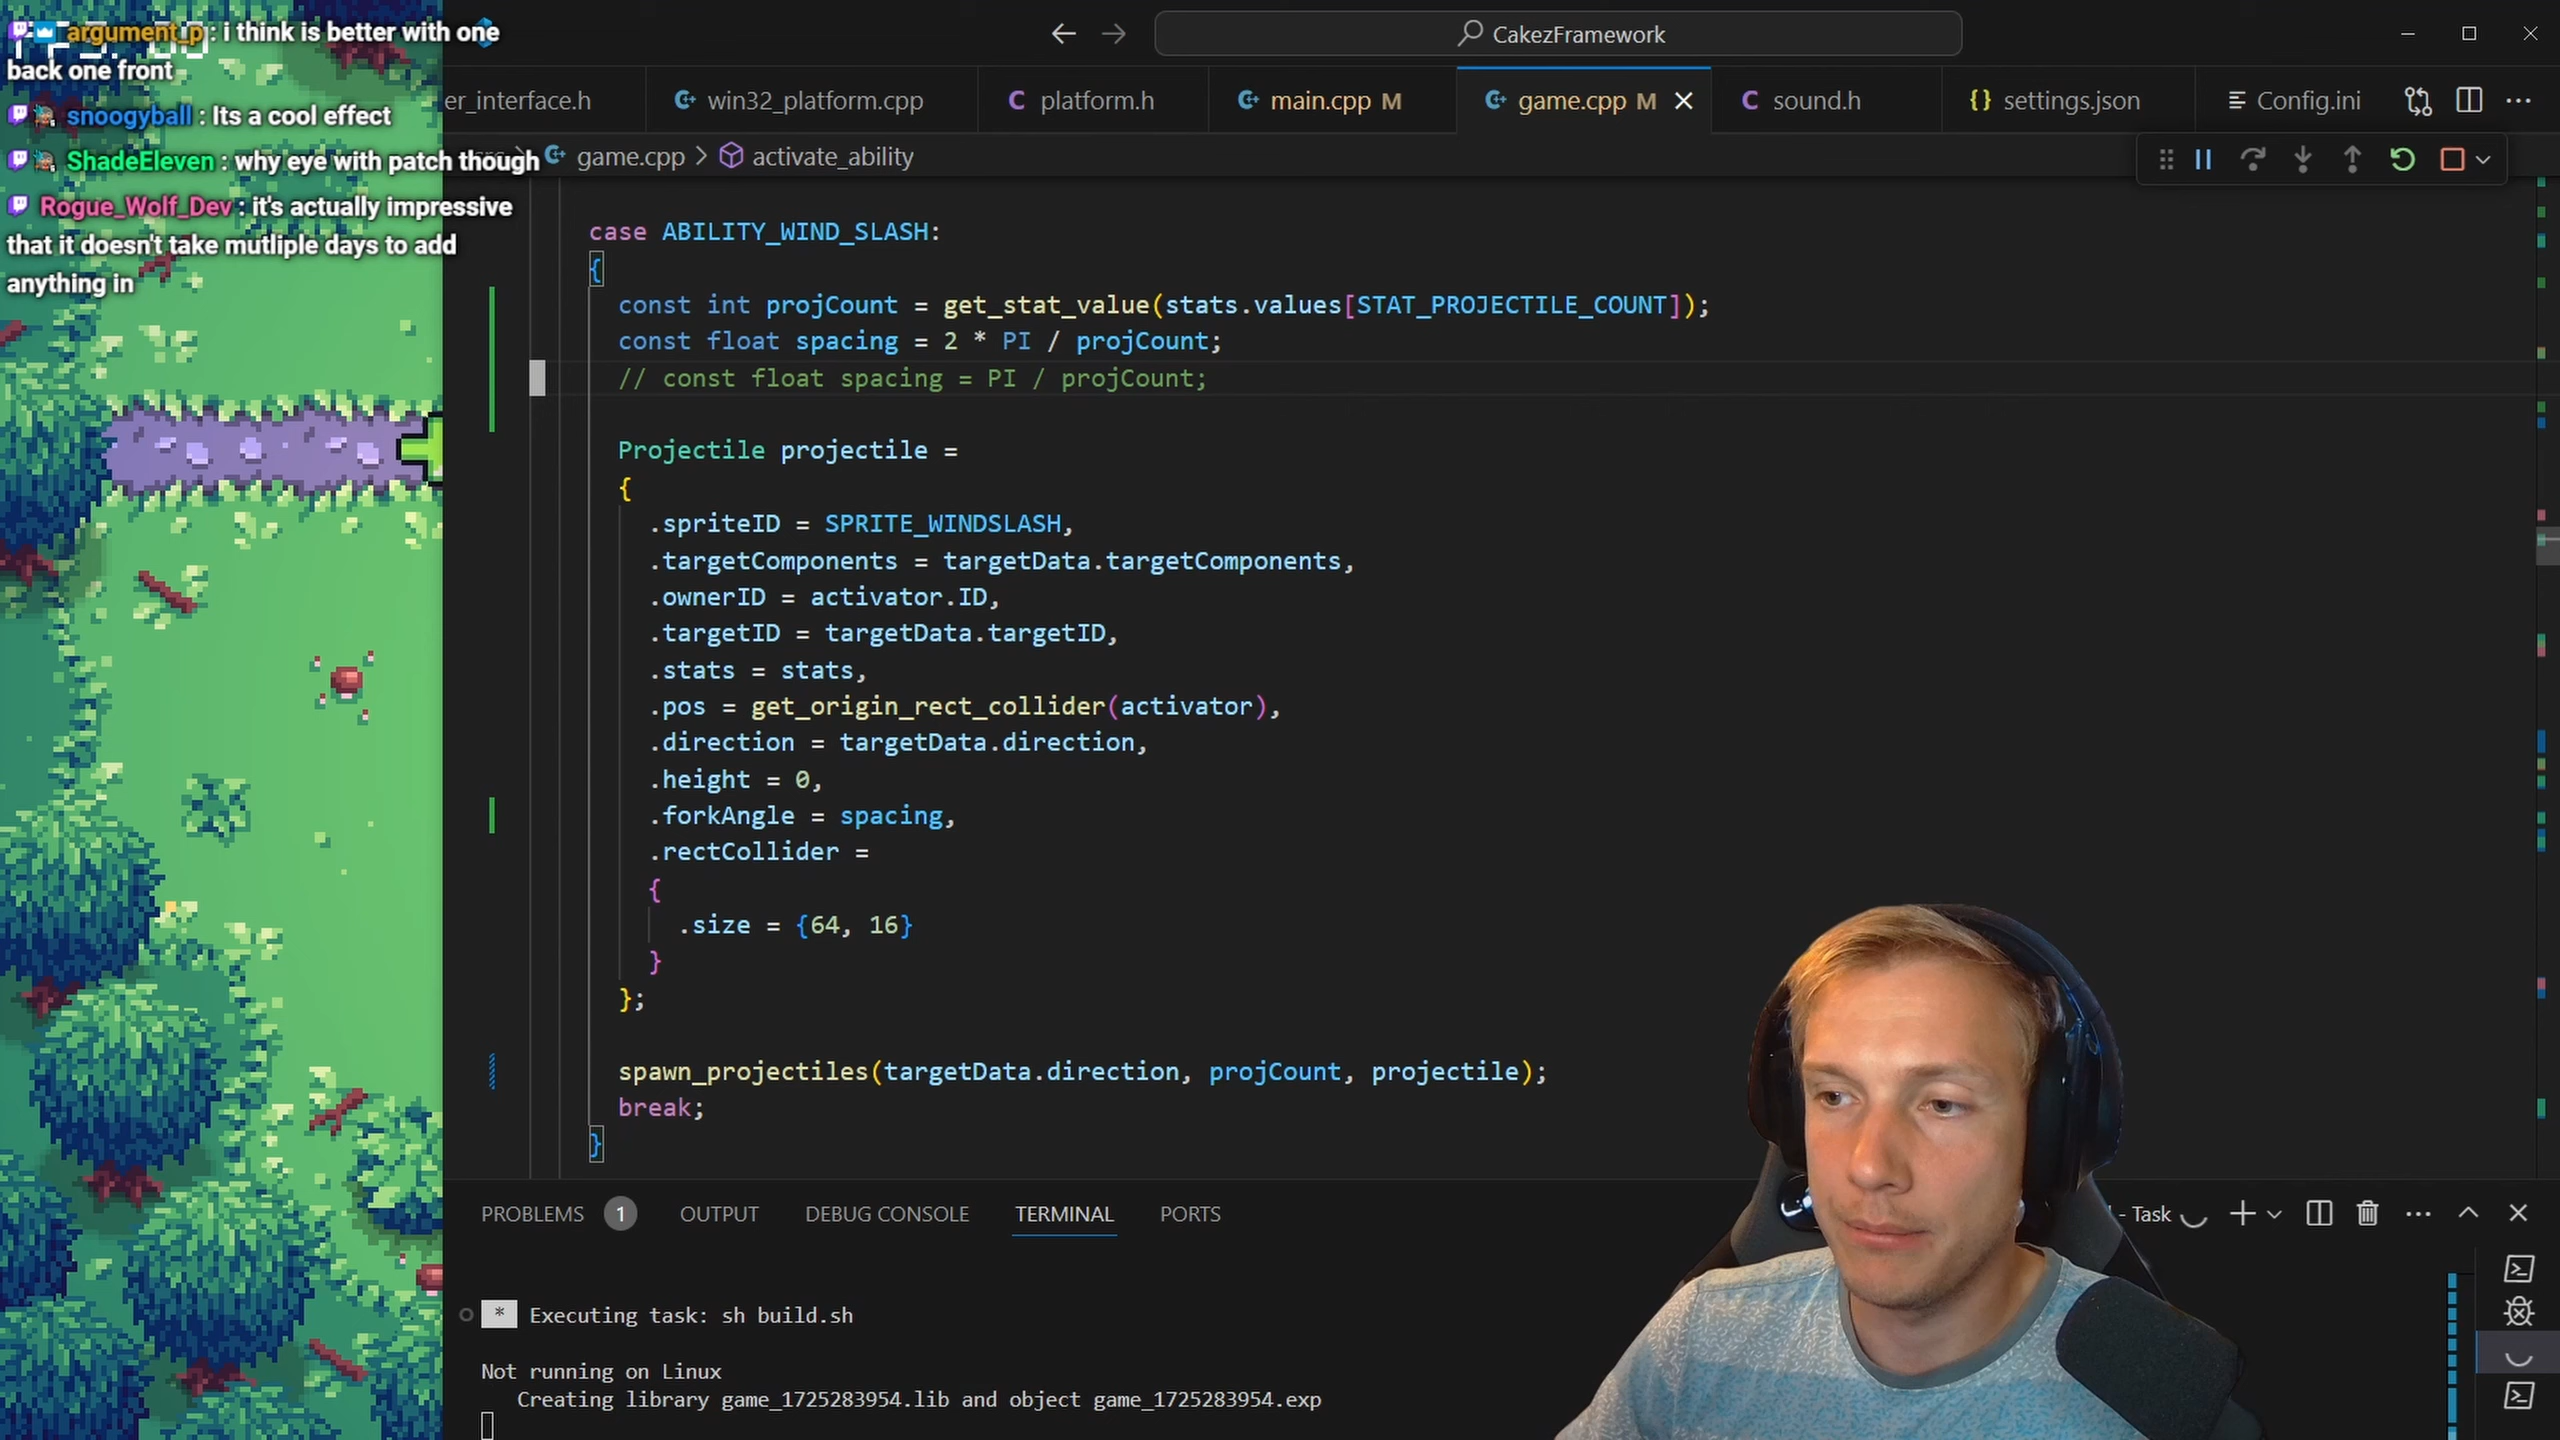 argument_p : i think is better with one
back one front
snoogyball : Its a cool effect
ShadeEleven : why eye with patch though
Rogue_Wolf_Dev : it's actually impressive
that it doesn't take mutliple days to add
anything in
CakezFramework
er_interface.h
win32_platform.cpp
platform.h
main.cpp M
game.cpp M
sound.h
settings.json
Config.ini
game.cpp > activate_ability
case ABILITY_WIND_SLASH:
{
const int projCount = get_stat_value(stats.values[STAT_PROJECTILE_COUNT]);
const float spacing = 2 * PI / projCount;
// const float spacing = PI / projCount;
Projectile projectile =
{
.spriteID = SPRITE_WINDSLASH,
.targetComponents = targetData.targetComponents,
.ownerID = activator.ID,
.targetID = targetData.targetID,
.stats = stats,
.pos = get_origin_rect_collider(activator),
.direction = targetData.direction,
.height = 0,
.forkAngle = spacing,
.rectCollider =
{
.size = {64, 16}
}
};
spawn_projectiles(targetData.direction, projCount, projectile);
break;
}
PROBLEMS 1 OUTPUT DEBUG CONSOLE TERMINAL PORTS
- Task
* Executing task: sh build.sh
Not running on Linux
Creating library game_1725283954.lib and object game_1725283954.exp